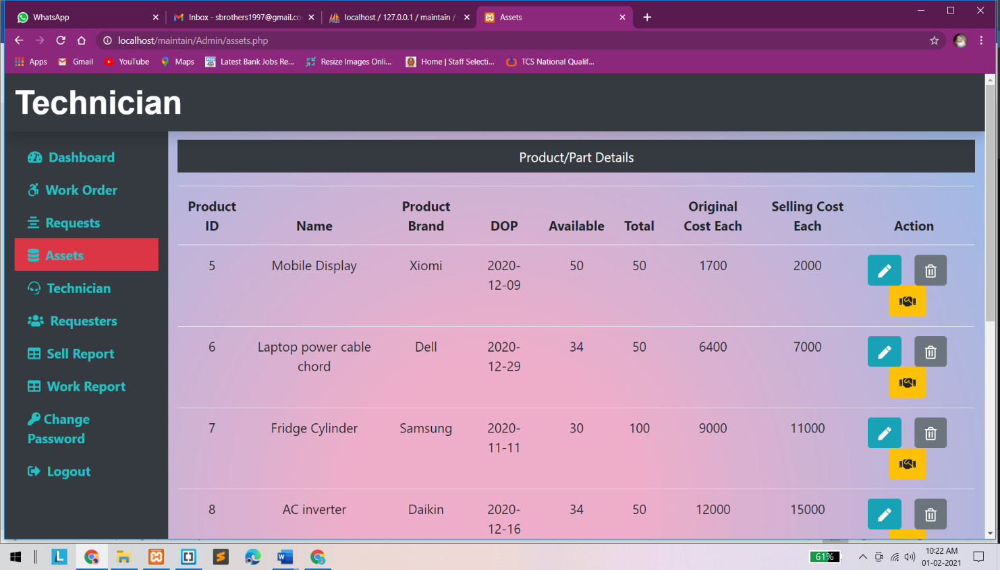 WhatsApp
Inbox - sbrothers1997@gmail.co
localhost / 127.0.0.1 / maintain /
Assets
localhost/maintain/Admin/assets.php
Apps
Gmail
YouTube
Maps
Latest Bank Jobs Re...
Resize Images Onli...
Home | Staff Selecti...
TCS National Qualif...
Technician
Dashboard
Work Order
Requests
Assets
Technician
Requesters
Sell Report
Work Report
Change
Password
Logout
Product/Part Details
Product Product Original Selling Cost
ID Name Brand DOP Available Total Cost Each Each Action
5 Mobile Display Xiomi 2020- 50 50 1700 2000
12-09
6 Laptop power cable Dell 2020- 34 50 6400 7000
chord 12-29
7 Fridge Cylinder Samsung 2020- 30 100 9000 11000
11-11
8 AC inverter Daikin 2020- 34 50 12000 15000
12-16
61%
10:22 AM
01-02-2021